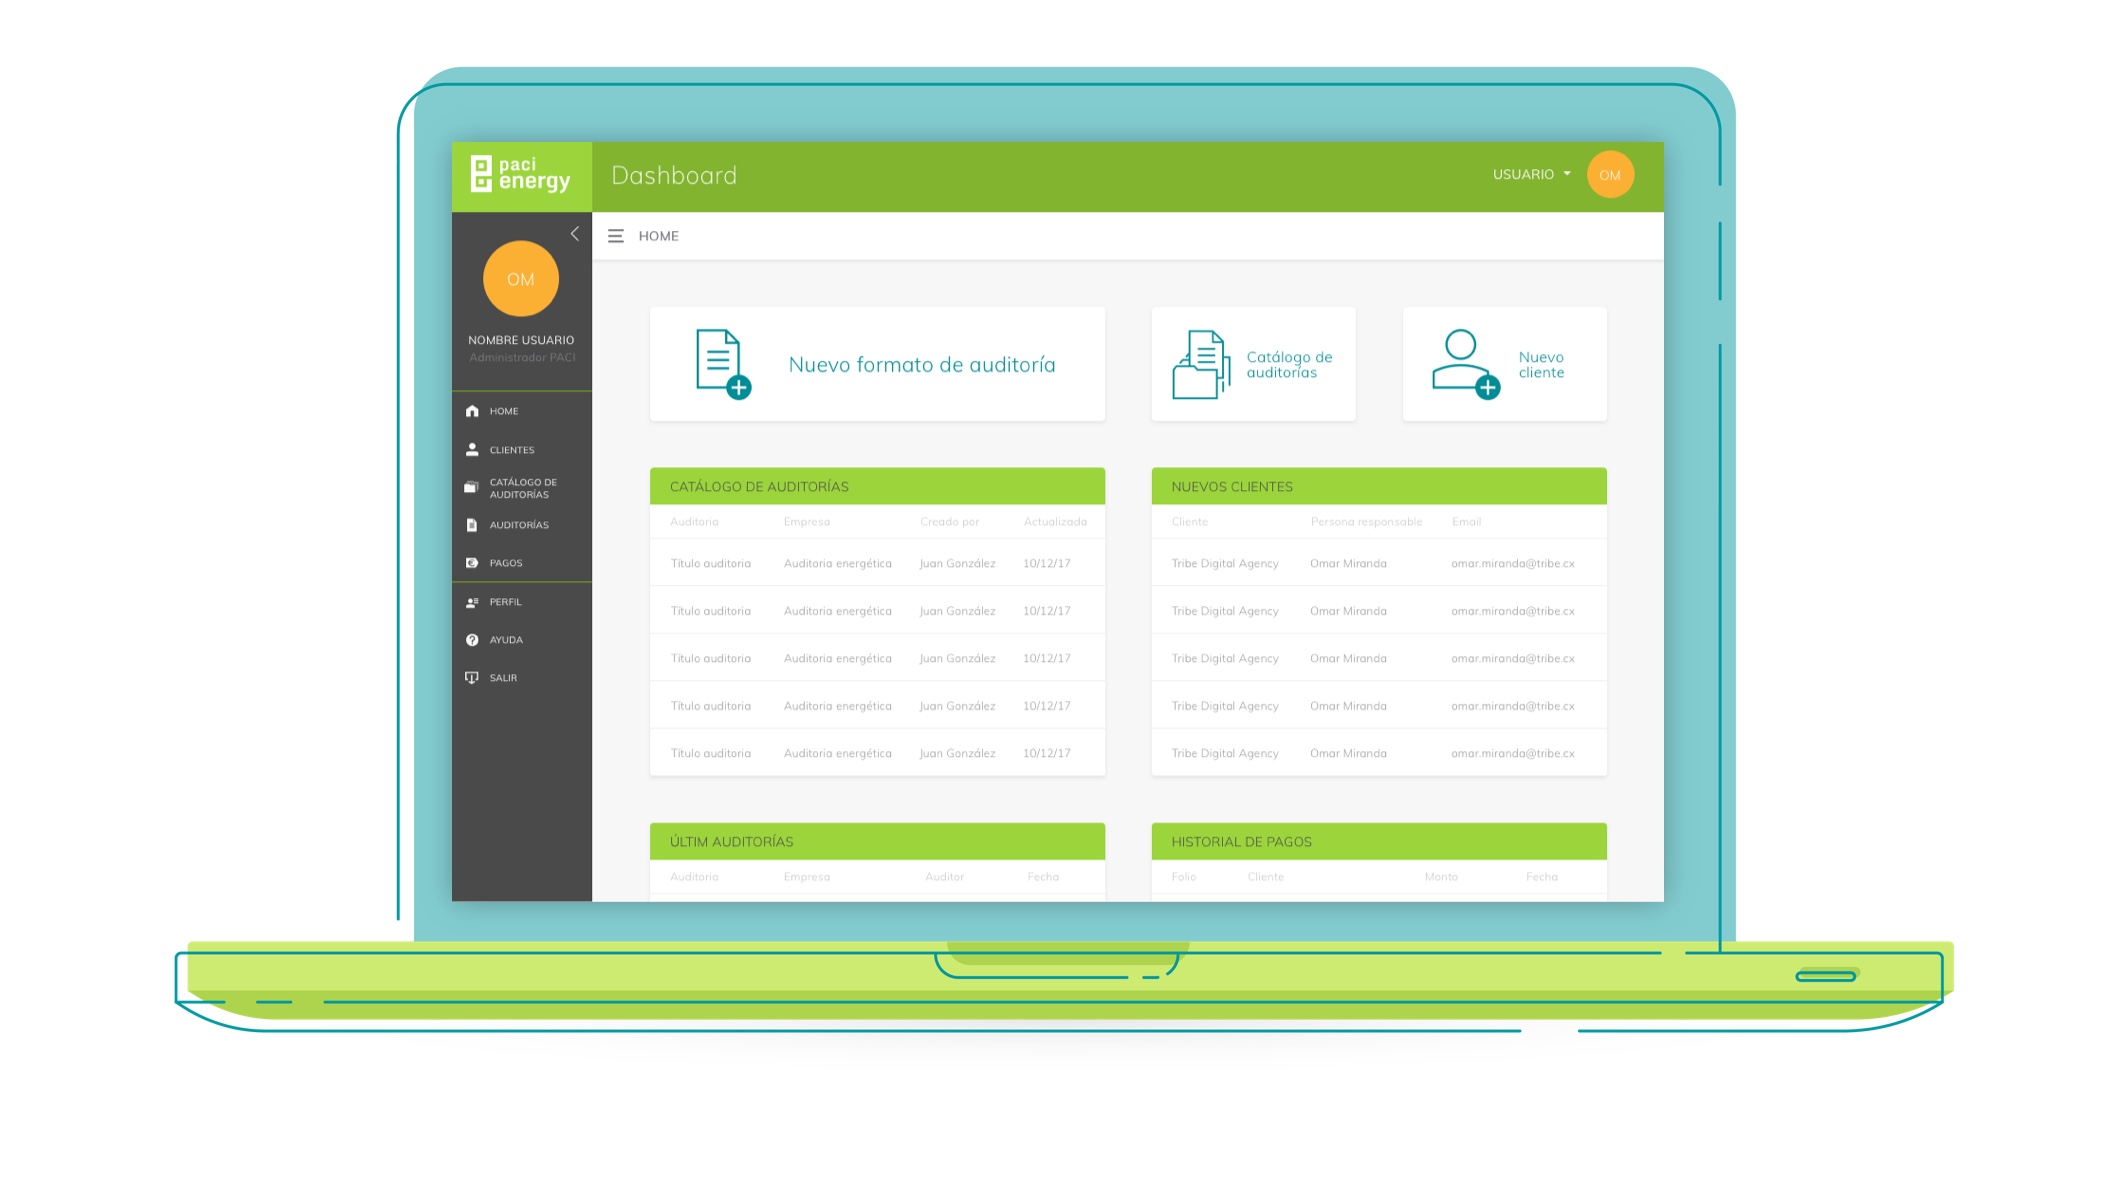 paci
energy
Dashboard
USUARIO
OM
HOME
OM
NOMBRE USUARIO
Administrador PACI
HOME
CLIENTES
CATÁLOGO DE
AUDITORÍAS
AUDITORÍAS
PAGOS
PERFIL
AYUDA
SALIR
Nuevo formato de auditoría
Catálogo de
auditorías
Nuevo
cliente
CATÁLOGO DE AUDITORÍAS
Auditoria Empresa Creado por Actualizada
Título auditoria Auditoria energética Juan González 10/12/17
Título auditoria Auditoria energética Juan González 10/12/17
Título auditoria Auditoria energética Juan González 10/12/17
Título auditoria Auditoria energética Juan González 10/12/17
Título auditoria Auditoria energética Juan González 10/12/17
NUEVOS CLIENTES
Cliente Persona responsable Email
Tribe Digital Agency Omar Miranda omar.miranda@tribe.cx
Tribe Digital Agency Omar Miranda omar.miranda@tribe.cx
Tribe Digital Agency Omar Miranda omar.miranda@tribe.cx
Tribe Digital Agency Omar Miranda omar.miranda@tribe.cx
Tribe Digital Agency Omar Miranda omar.miranda@tribe.cx
ÚLTIM AUDITORÍAS
Auditoria Empresa Auditor Fecha
HISTORIAL DE PAGOS
Folio Cliente Monto Fecha